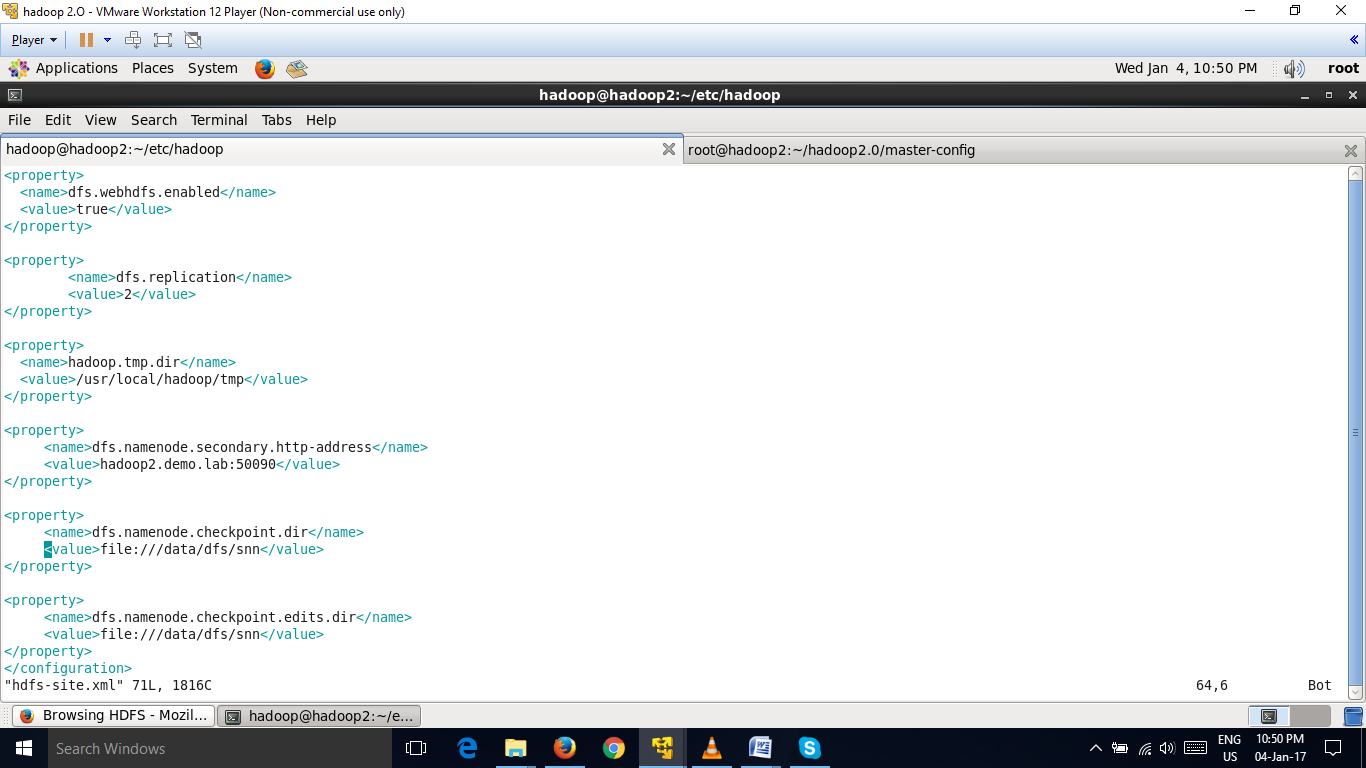 hadoop 2.O - VMware Workstation 12 Player (Non-commercial use only)
Player
Applications Places System Wed Jan 4, 10:50 PM root
hadoop@hadoop2:~/etc/hadoop
File Edit View Search Terminal Tabs Help
hadoop@hadoop2:~/etc/hadoop root@hadoop2:~/hadoop2.0/master-config
<property>
<name>dfs.webhdfs.enabled</name>
<value>true</value>
</property>
<property>
<name>dfs.replication</name>
<value>2</value>
</property>
<property>
<name>hadoop.tmp.dir</name>
<value>/usr/local/hadoop/tmp</value>
</property>
<property>
<name>dfs.namenode.secondary.http-address</name>
<value>hadoop2.demo.lab:50090</value>
</property>
<property>
<name>dfs.namenode.checkpoint.dir</name>
<value>file:///data/dfs/snn</value>
</property>
<property>
<name>dfs.namenode.checkpoint.edits.dir</name>
<value>file:///data/dfs/snn</value>
</property>
</configuration>
"hdfs-site.xml" 71L, 1816C 64,6 Bot
Browsing HDFS - Mozil... hadoop@hadoop2:~/e...
Search Windows
ENG 10:50 PM
US 04-Jan-17